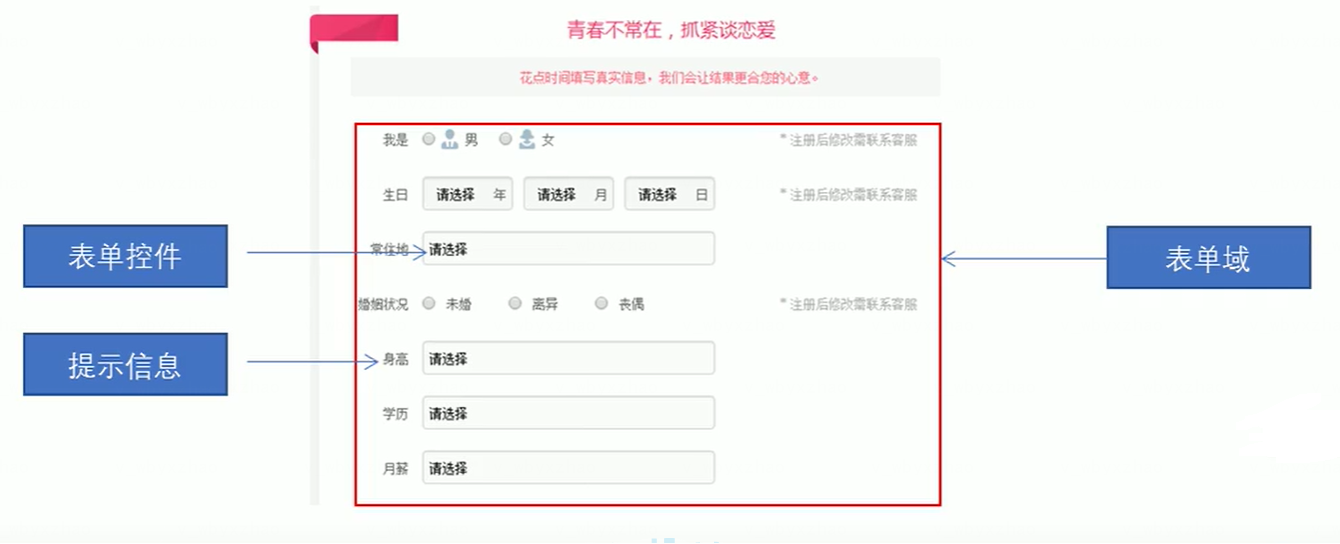 青春不常在，抓紧谈恋爱
花点时间填写真实信息，我们会让结果更合您的心意。
我是 男 女 * 注册后修改需联系客服
生日 请选择 年 请选择 月 请选择 日 * 注册后修改需联系客服
表单控件
常住地 请选择
表单域
婚姻状况 未婚 离异 丧偶 * 注册后修改需联系客服
提示信息
身高 请选择
学历 请选择
月薪 请选择